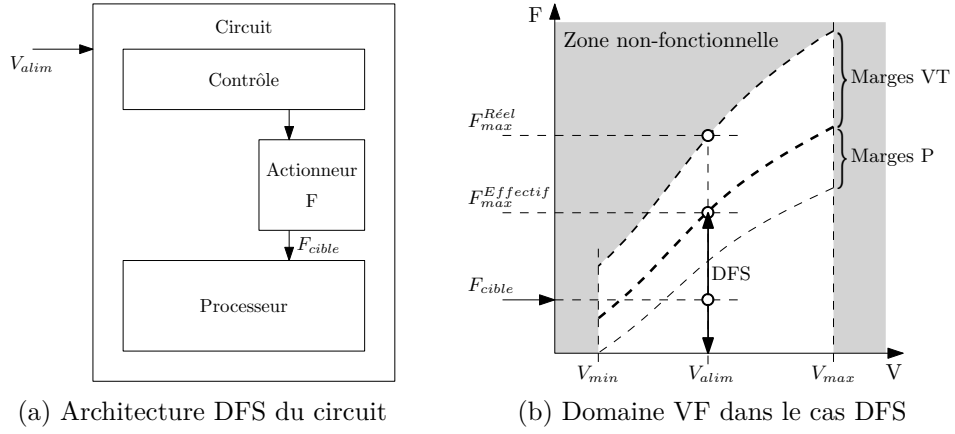 Circuit
V_alim
Contrôle
Actionneur
F
F_cible
Processeur
(a) Architecture DFS du circuit
F
Zone non-fonctionnelle
Marges VT
F_max^Réel
Marges P
F_max^Effectif
DFS
F_cible
V_min
V_alim
V_max
V
(b) Domaine VF dans le cas DFS